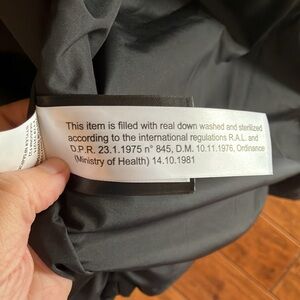 This item is filled with real down washed and sterilized
according to the international regulations R.A.L. and
D.P.R. 23.1.1975 n° 845, D.M. 10.11.1976, Ordinance
(Ministry of Health) 14.10.1981